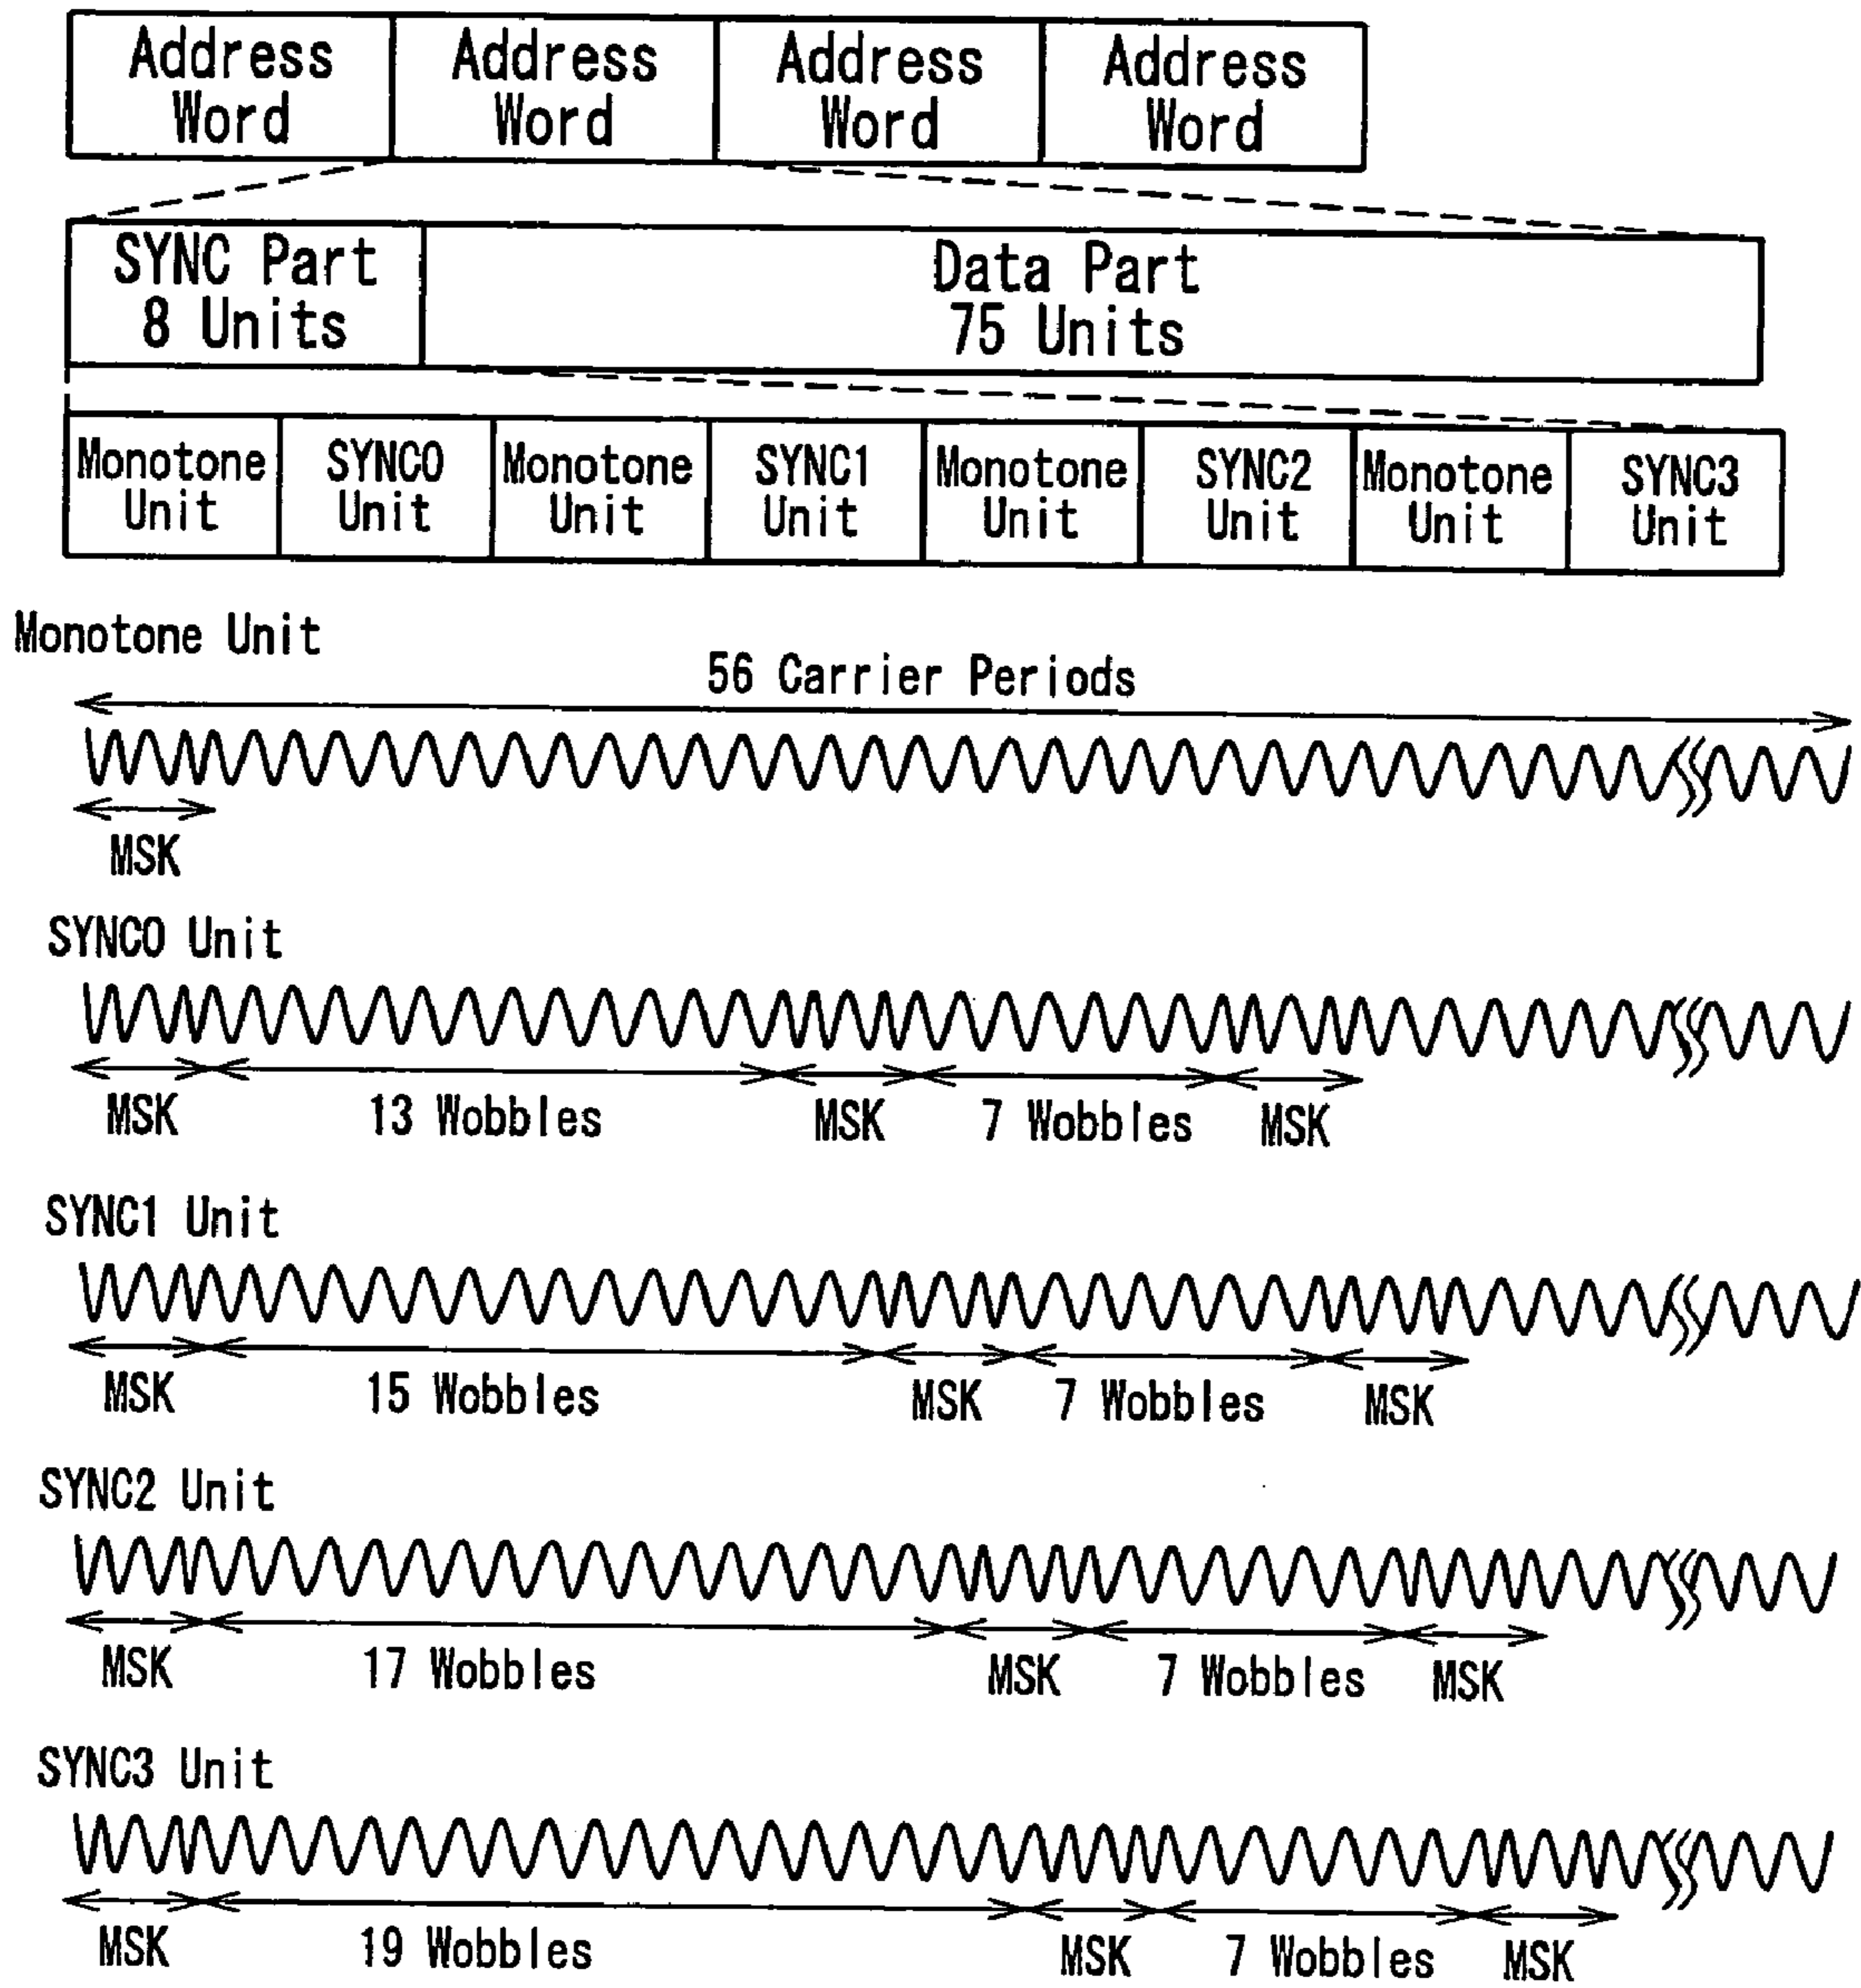 Address Address Address Address
Word Word Word Word
SYNC Part Data Part
8 Units 75 Units
Monotone SYNC0 Monotone SYNC1 Monotone SYNC2 Monotone SYNC3
Unit Unit Unit Unit Unit Unit Unit Unit
Monotone Unit
56 Carrier Periods
MSK
SYNC0 Unit
MSK 13 Wobbles MSK 7 Wobbles MSK
SYNC1 Unit
MSK 15 Wobbles MSK 7 Wobbles MSK
SYNC2 Unit
MSK 17 Wobbles MSK 7 Wobbles MSK
SYNC3 Unit
MSK 19 Wobbles MSK 7 Wobbles MSK